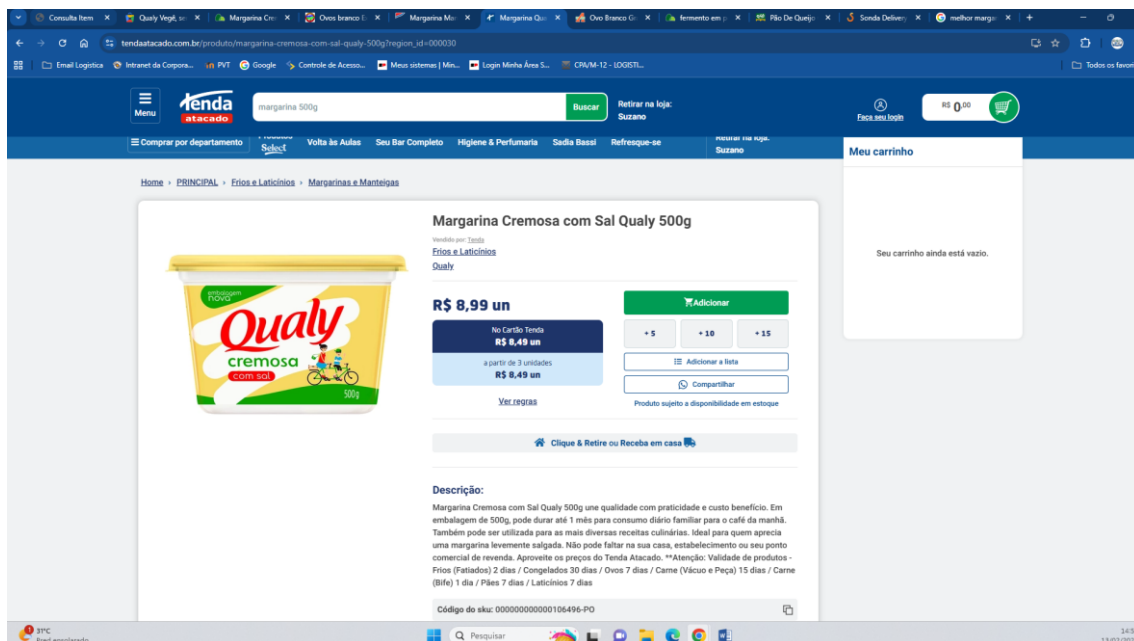 Consulta Item
Qualy Vegê, se
Margarina Cre
Ovos branco D
Margarina Ma
Margarina Qu
Ovo Branco G
fermento em p
Pão De Queijo
Sonda Delivery
melhor marga
tendaatacado.com.br/produto/margarina-cremosa-com-sal-qualy-500g?region_id=000030
Email Logistica
Intranet da Corpora...
PVT
Google
Controle de Acesso...
Meus sistemas | Min...
Login Minha Área S...
CPA/M-12 - LOGISTI...
Todos os favori
Menu
Tenda
atacado
margarina 500g
Buscar
Retirar na loja:
Suzano
Faça seu login
R$ 0,00
Comprar por departamento
Produtos
Select
Volta às Aulas
Seu Bar Completo
Higiene & Perfumaria
Sadia Bassi
Refresque-se
Retirar na loja:
Suzano
Meu carrinho
Seu carrinho ainda está vazio.
Home › PRINCIPAL › Frios e Laticínios › Margarinas e Manteigas
embalagem
nova
Qualy
cremosa
com sal
500g
Margarina Cremosa com Sal Qualy 500g
Vendido por: Tenda
Frios e Laticínios
Qualy
R$ 8,99 un
No Cartão Tenda
R$ 8,49 un
a partir de 3 unidades
R$ 8,49 un
Ver regras
Adicionar
+ 5
+ 10
+ 15
Adicionar a lista
Compartilhar
Produto sujeito a disponibilidade em estoque
Clique & Retire ou Receba em casa
Descrição:
Margarina Cremosa com Sal Qualy 500g une qualidade com praticidade e custo benefício. Em
embalagem de 500g, pode durar até 1 mês para consumo diário familiar para o café da manhã.
Também pode ser utilizada para as mais diversas receitas culinárias. Ideal para quem aprecia
uma margarina levemente salgada. Não pode faltar na sua casa, estabelecimento ou seu ponto
comercial de revenda. Aproveite os preços do Tenda Atacado. **Atenção: Validade de produtos -
Frios (Fatiados) 2 dias / Congelados 30 dias / Ovos 7 dias / Carne (Vácuo e Peça) 15 dias / Carne
(Bife) 1 dia / Pães 7 dias / Laticínios 7 dias
Código do sku: 000000000000106496-PO
31°C
Pred ensolarado
Pesquisar
14:5